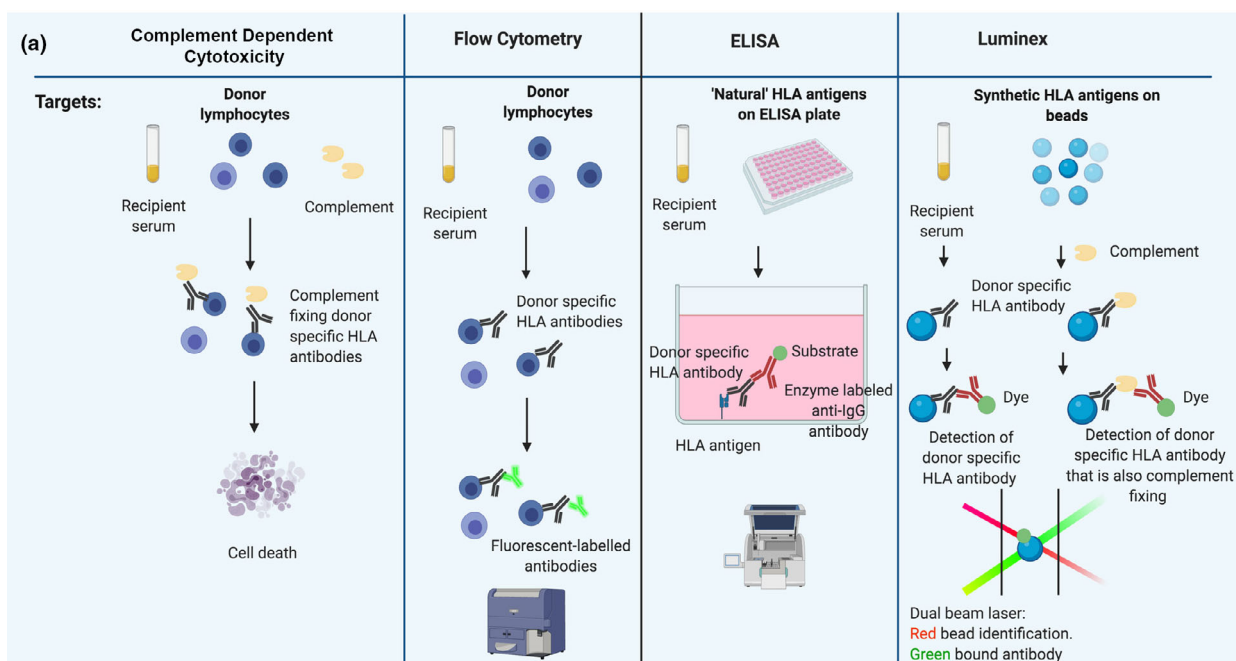 (a)
Complement Dependent
Cytotoxicity
Flow Cytometry
ELISA
Luminex
Targets:
Donor
lymphocytes
Recipient
serum
Complement
Complement
fixing donor
specific HLA
antibodies
Cell death
Donor
lymphocytes
Recipient
serum
Donor specific
HLA antibodies
Fluorescent-labelled
antibodies
'Natural' HLA antigens
on ELISA plate
Recipient
serum
Donor specific
HLA antibody
Substrate
Enzyme labeled
anti-IgG
antibody
HLA antigen
Synthetic HLA antigens on
beads
Recipient
serum
Complement
Donor specific
HLA antibody
Dye
Dye
Detection of
donor specific
HLA antibody
Detection of donor
specific HLA antibody
that is also complement
fixing
Dual beam laser:
Red bead identification.
Green bound antibody